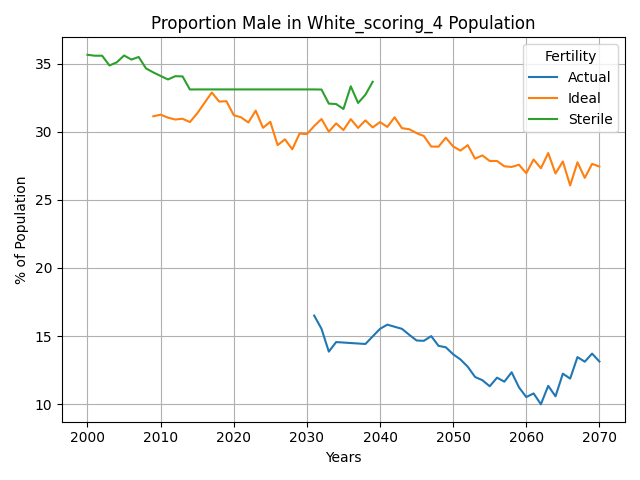 Proportion Male in White_scoring_4 Population
Fertility
Actual
Ideal
Sterile
% of Population
35
30
25
20
15
10
2000 2010 2020 2030 2040 2050 2060 2070
Years